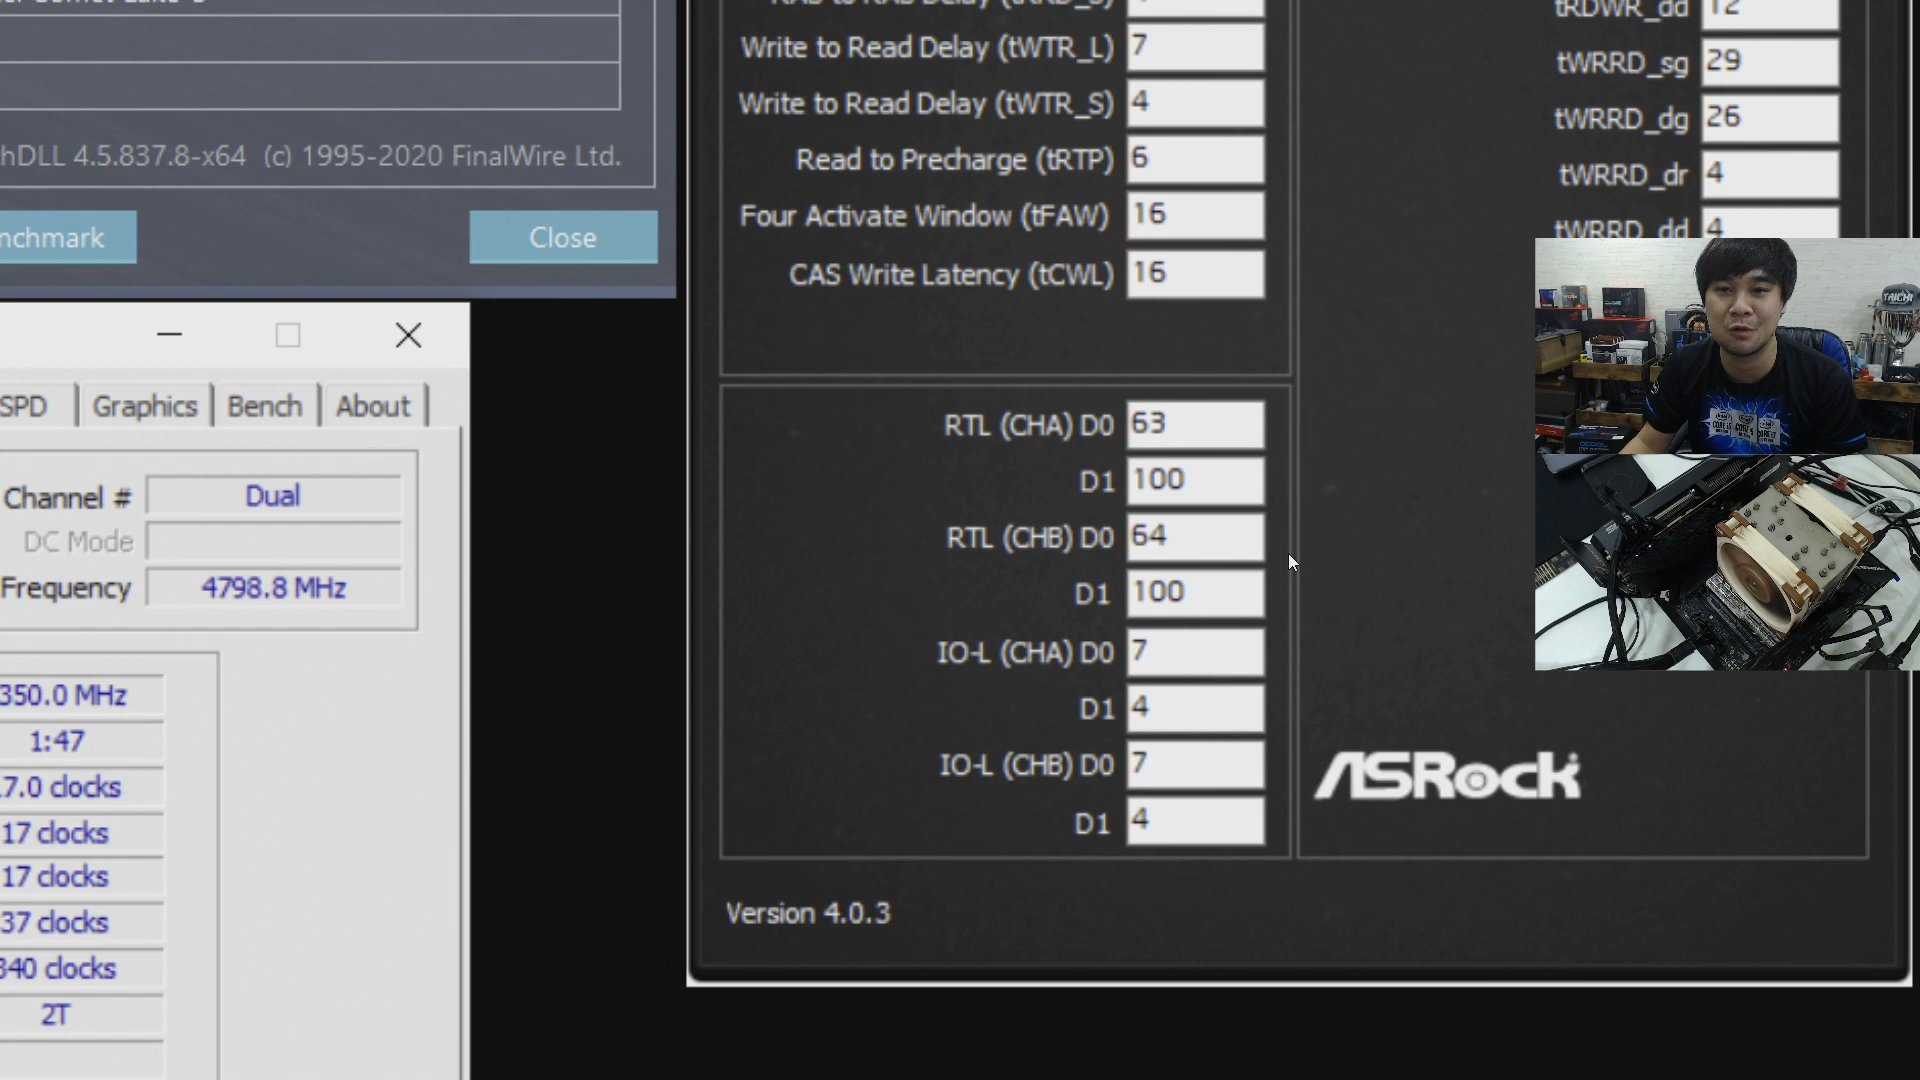 hDLL 4.5.837.8-x64 (c) 1995-2020 FinalWire Ltd.
nchmark
Close
SPD
Graphics
Bench
About
Channel #
Dual
DC Mode
Frequency
4798.8 MHz
350.0 MHz
1:47
7.0 clocks
17 clocks
17 clocks
37 clocks
340 clocks
2T
Write to Read Delay (tWTR_L) 7
Write to Read Delay (tWTR_S) 4
Read to Precharge (tRTP) 6
Four Activate Window (tFAW) 16
CAS Write Latency (tCWL) 16
RTL (CHA) D0 63
D1 100
RTL (CHB) D0 64
D1 100
IO-L (CHA) D0 7
D1 4
IO-L (CHB) D0 7
D1 4
Version 4.0.3
tRDWR_dd 12
tWRRD_sg 29
tWRRD_dg 26
tWRRD_dr 4
tWRRD_dd 4
TAICHI
ASRock